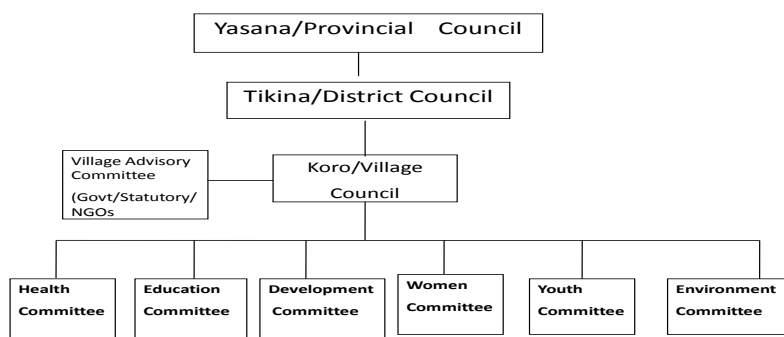 Yasana/Provincial Council
Tikina/District Council
Village Advisory
Committee
(Govt/Statutory/
NGOs
Koro/Village
Council
Health
Committee
Education
Committee
Development
Committee
Women
Committee
Youth
Committee
Environment
Committee